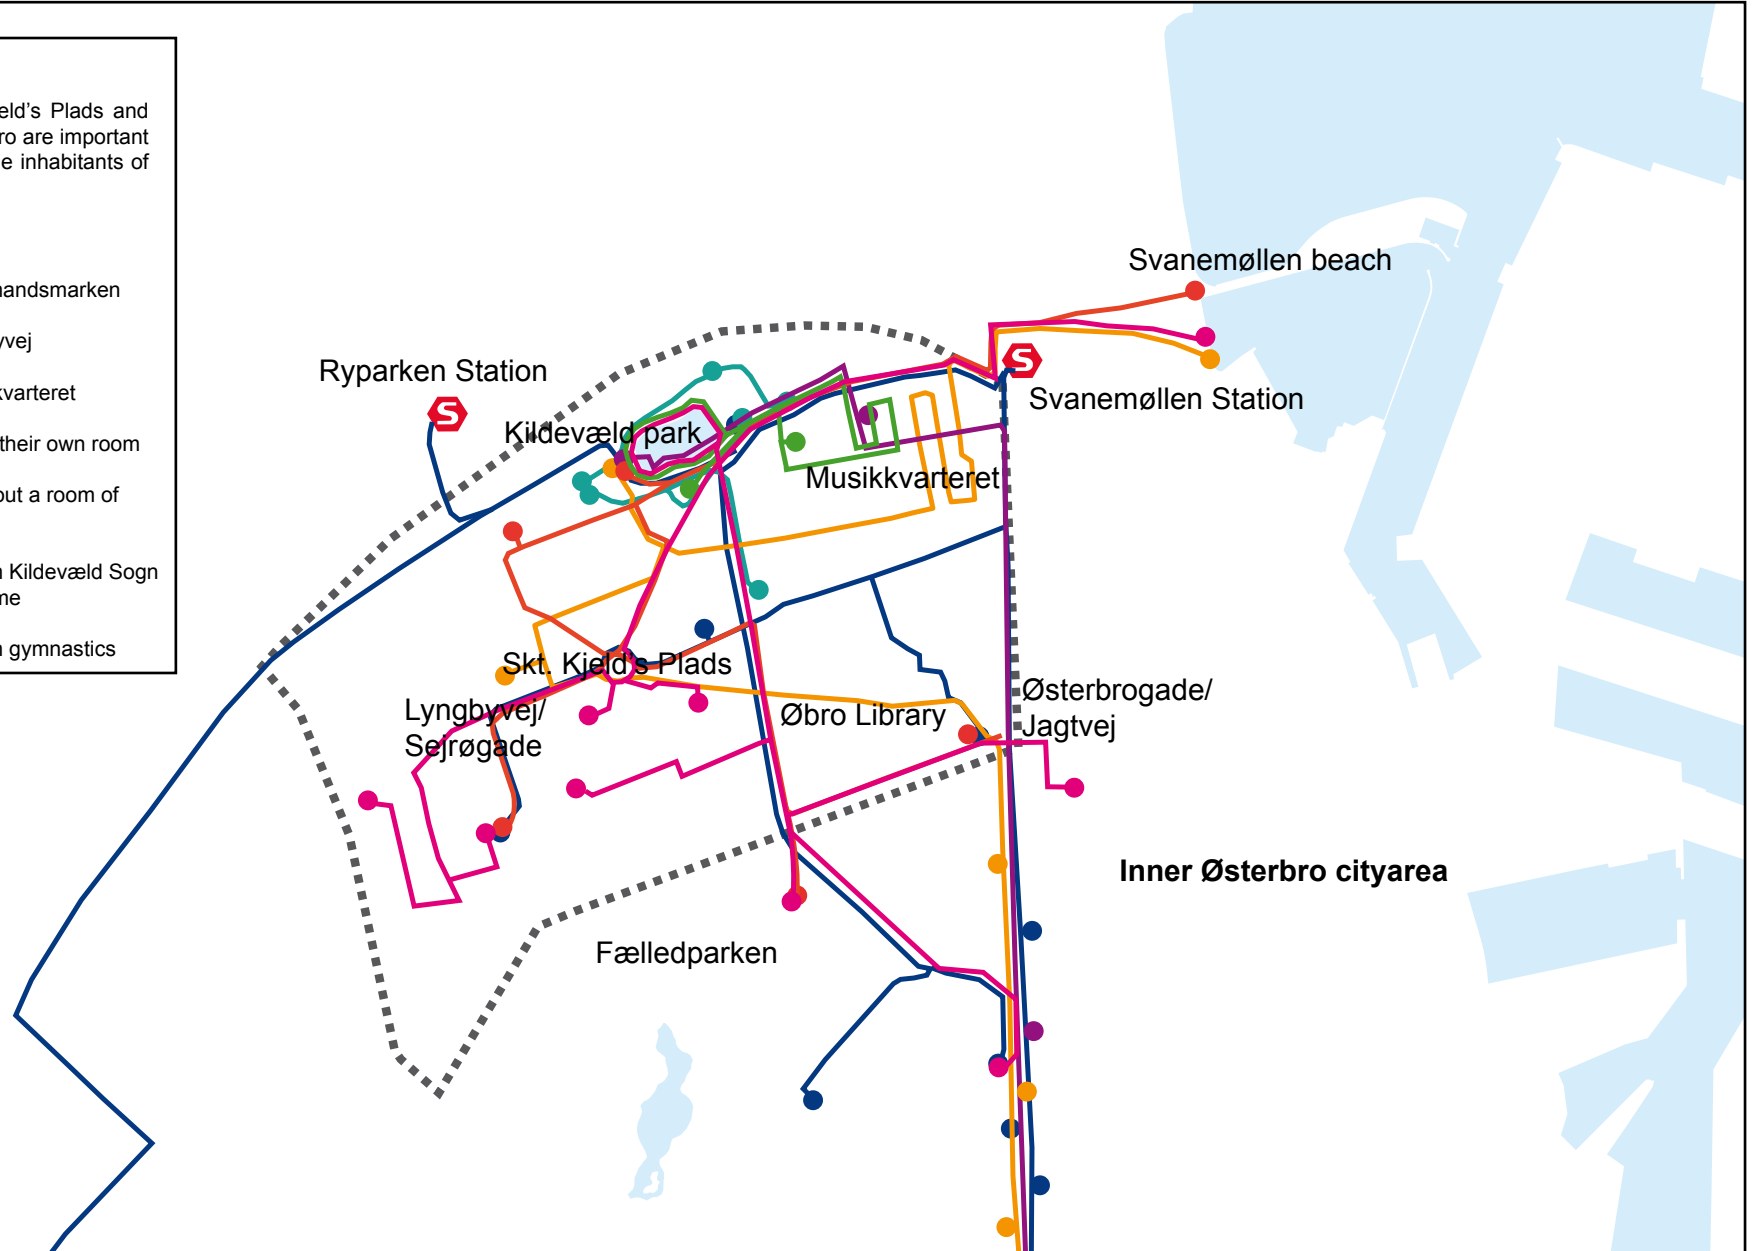 eld's Plads and
ro are important
e inhabitants of
nandsmarken
yvej
kvarteret
their own room
out a room of
n Kildevæld Sogn
me
n gymnastics
Svanemøllen beach
S
Ryparken Station
S
Svanemøllen Station
Kildevæld park
Musikkvarteret
Skt. Kjeld's Plads
Lyngbyvej/
Sejrøgade
Øbro Library
Østerbrogade/
Jagtvej
Inner Østerbro cityarea
Fælledparken